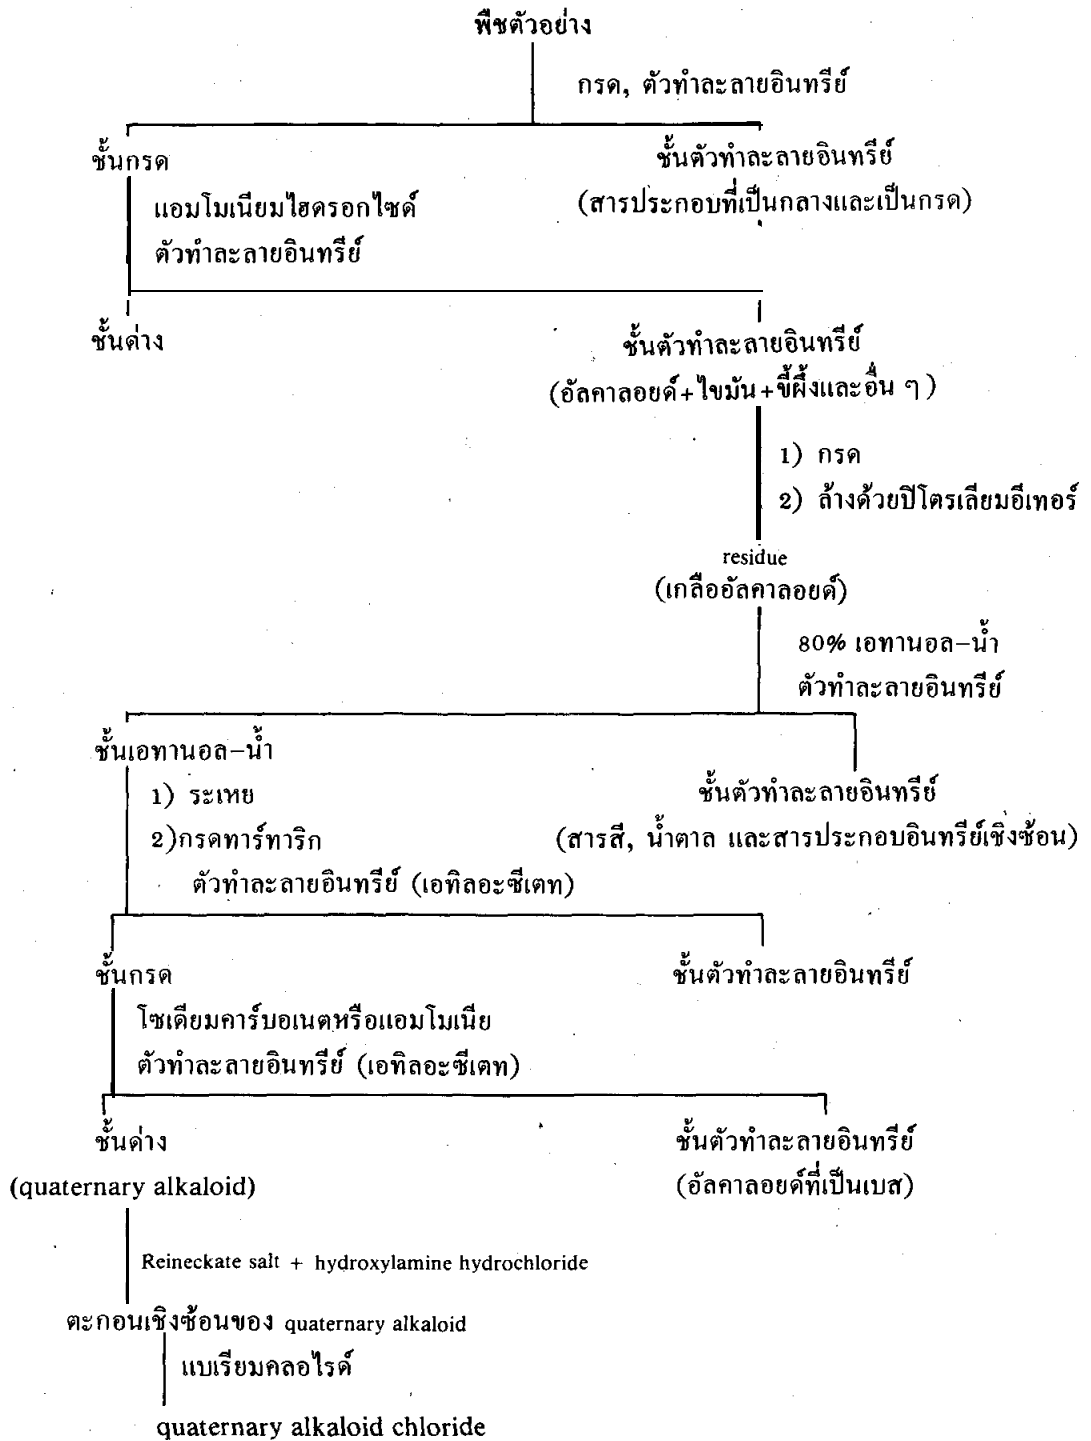 พืชตัวอย่าง
กรด, ตัวทำละลายอินทรีย์
ชั้นกรด
ชั้นตัวทำละลายอินทรีย์
(สารประกอบที่เป็นกลางและเป็นกรด)
แอมโมเนียมไฮดรอกไซด์
ตัวทำละลายอินทรีย์
ชั้นด่าง
ชั้นตัวทำละลายอินทรีย์
(อัลคาลอยด์+ไขมัน+ขี้ผึ้งและอื่น ๆ)
1) กรด
2) ล้างด้วยปิโตรเลียมอีเทอร์
residue
(เกลืออัลคาลอยด์)
80% เอทานอล-น้ำ
ตัวทำละลายอินทรีย์
ชั้นเอทานอล-น้ำ
1) ระเหย
2)กรดทาร์ทาริก
ตัวทำละลายอินทรีย์ (เอทิลอะซีเตท)
ชั้นตัวทำละลายอินทรีย์
(สารสี, น้ำตาล และสารประกอบอินทรีย์เชิงซ้อน)
ชั้นกรด
ชั้นตัวทำละลายอินทรีย์
โซเดียมคาร์บอเนตหรือแอมโมเนีย
ตัวทำละลายอินทรีย์ (เอทิลอะซีเตท)
ชั้นด่าง
(quaternary alkaloid)
ชั้นตัวทำละลายอินทรีย์
(อัลคาลอยด์ที่เป็นเบส)
Reineckate salt + hydroxylamine hydrochloride
ตะกอนเชิงซ้อนของ quaternary alkaloid
แบเรียมคลอไรด์
quaternary alkaloid chloride